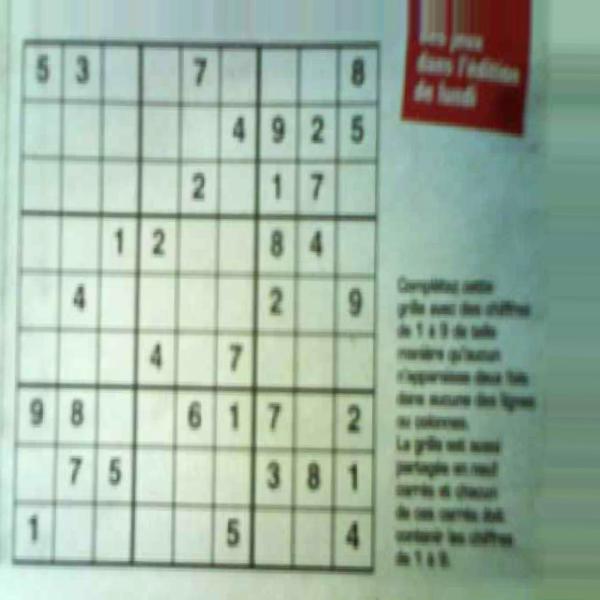 5 3 7 8
4 9 2 5
2 1 7
1 2 8 4
4 2 9
4 7
9 8 6 1 7 2
7 5 3 8 1
1 5 4
Les jeux
dans l'édition
de lundi
Complétez cette
grille avec des chiffres
de 1 à 9 de telle
manière qu'aucun
n'apparaisse deux fois
dans aucune des lignes
ou colonnes.
La grille est aussi
partagée en neuf
carrés et chacun
de ces carrés doit
contenir les chiffres
de 1 à 9.